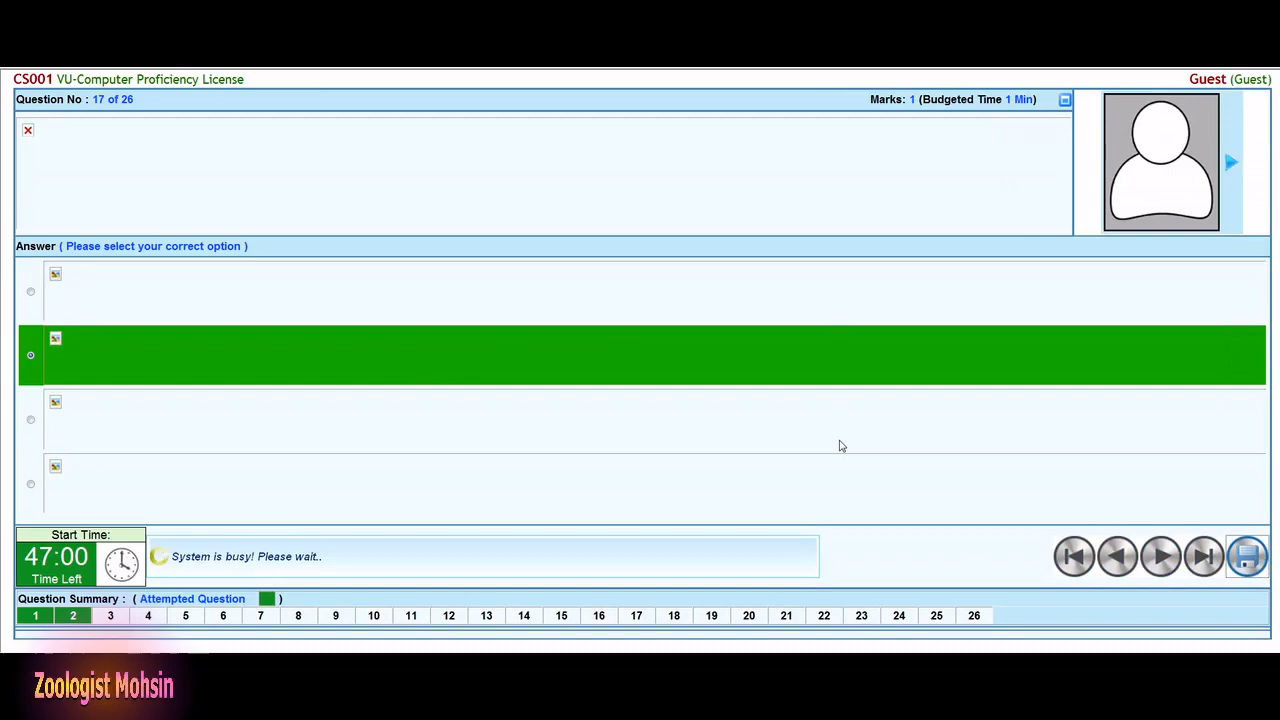 CS001 VU-Computer Proficiency License
Guest (Guest)
Question No : 17 of 26
Marks: 1 (Budgeted Time 1 Min)
Answer ( Please select your correct option )
Start Time:
47:00
Time Left
System is busy! Please wait..
Question Summary : ( Attempted Question )
1 2 3 4 5 6 7 8 9 10 11 12 13 14 15 16 17 18 19 20 21 22 23 24 25 26
Zoologist Mohsin